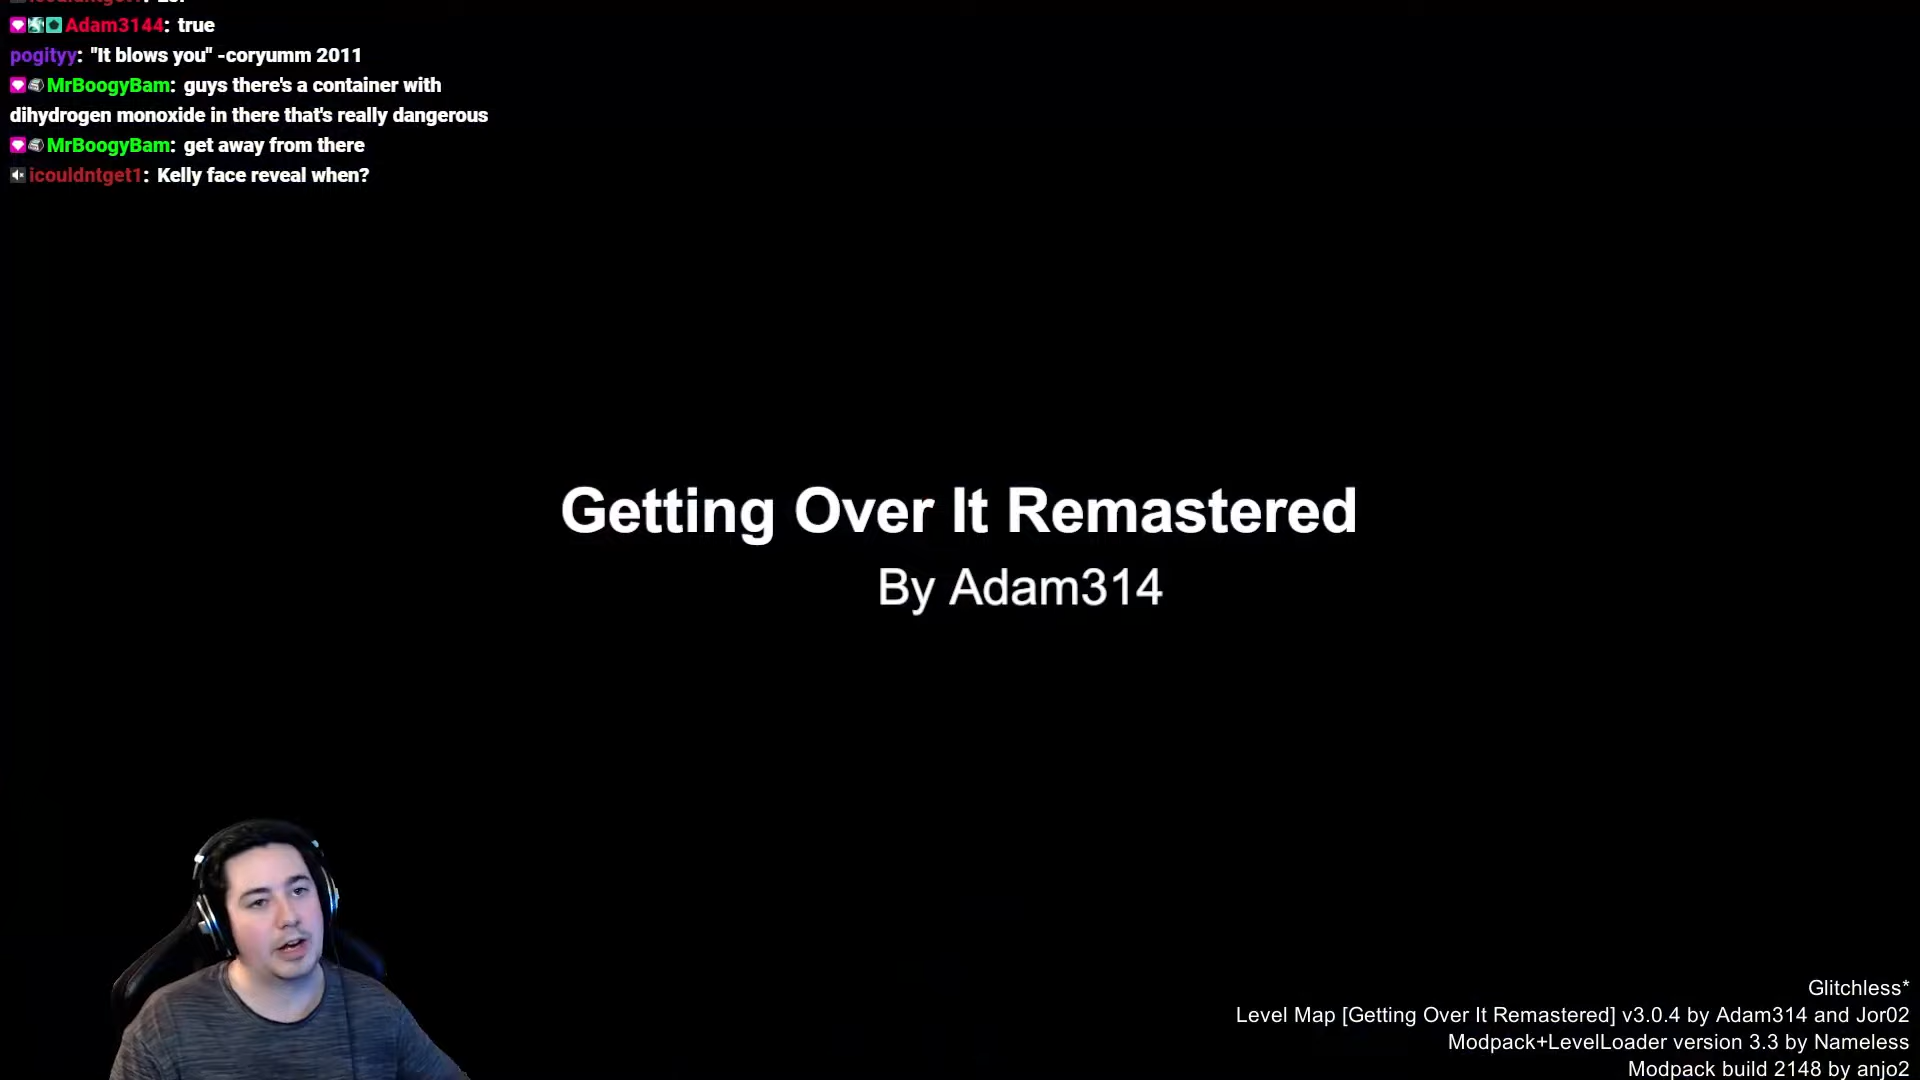 Adam3144: true
pogityy: "It blows you" -coryumm 2011
MrBoogyBam: guys there's a container with
dihydrogen monoxide in there that's really dangerous
MrBoogyBam: get away from there
icouldntget1: Kelly face reveal when?
Getting Over It Remastered
By Adam314
Glitchless*
Level Map [Getting Over It Remastered] v3.0.4 by Adam314 and Jor02
Modpack+LevelLoader version 3.3 by Nameless
Modpack build 2148 by anjo2